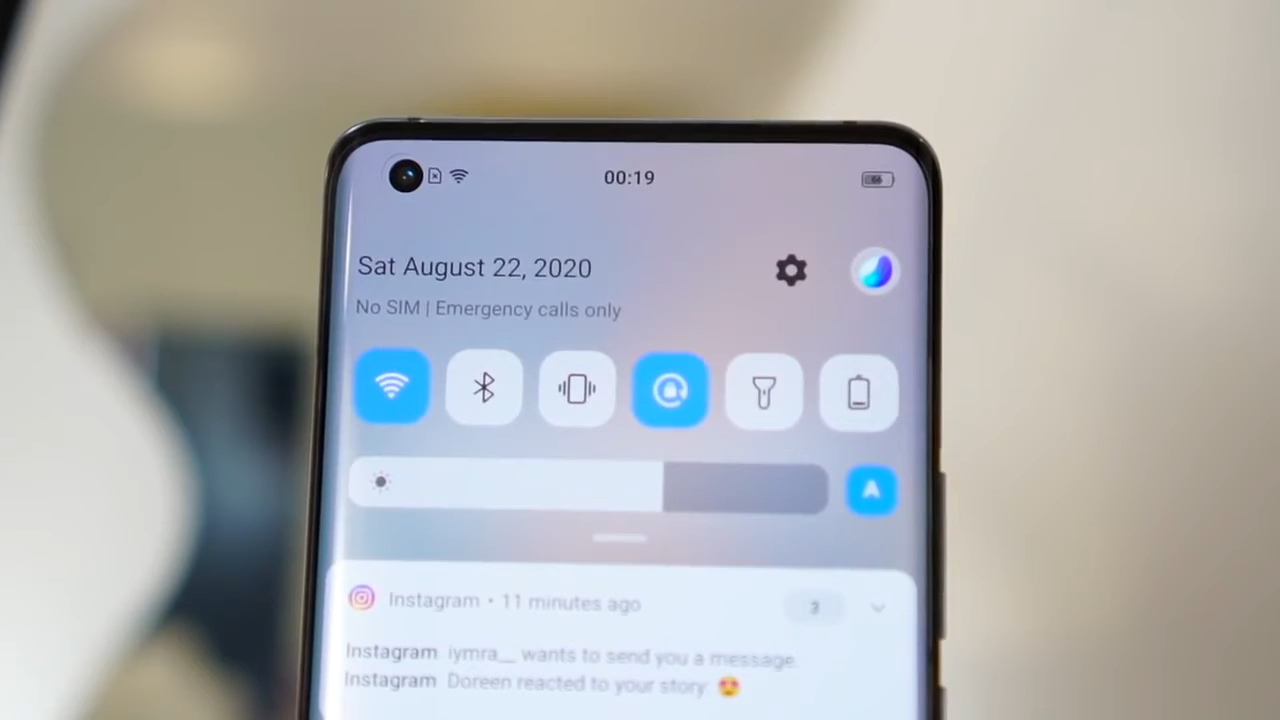 00:19
Sat August 22, 2020
No SIM | Emergency calls only
A
Instagram • 11 minutes ago 3
Instagram iymra__ wants to send you a message.
Instagram Doreen reacted to your story: 😍